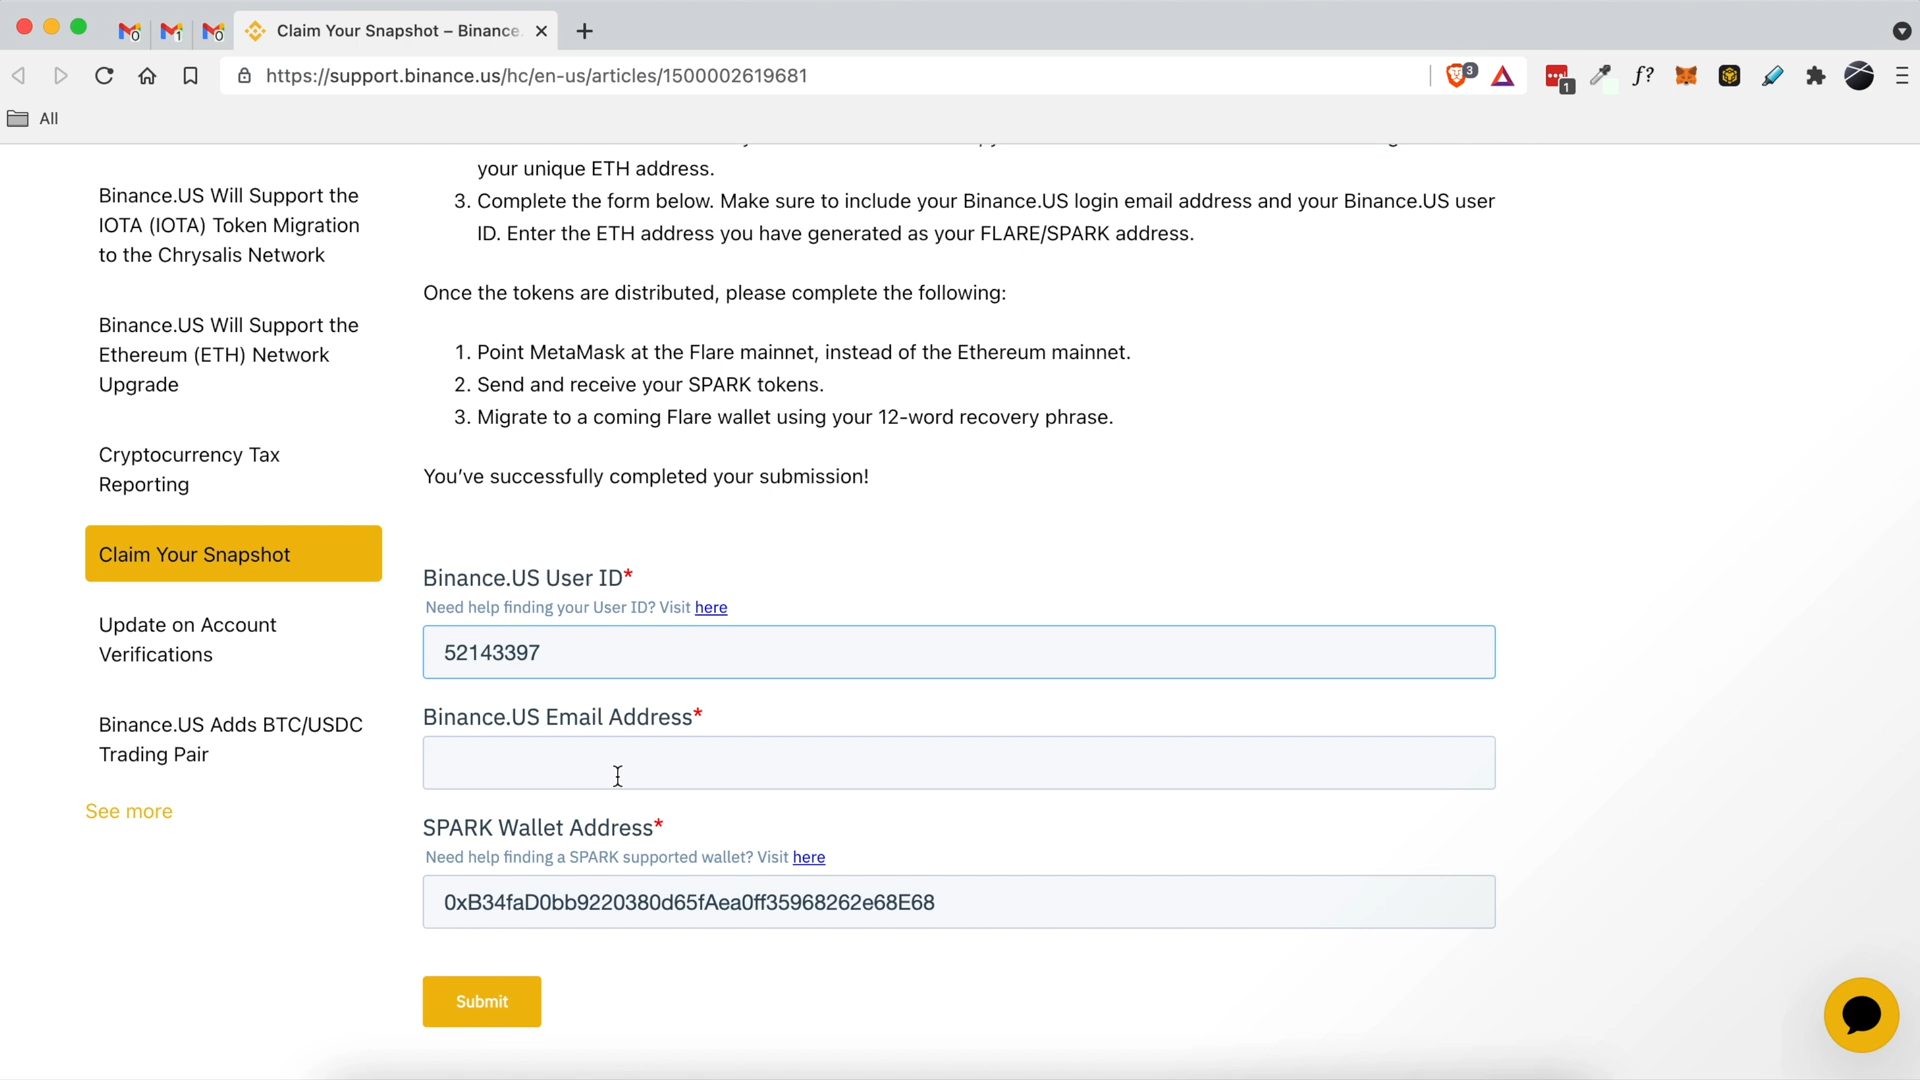 0
1
0
Claim Your Snapshot – Binance.
https://support.binance.us/hc/en-us/articles/1500002619681
3
1
f?
All
Binance.US Will Support the
IOTA (IOTA) Token Migration
to the Chrysalis Network
Binance.US Will Support the
Ethereum (ETH) Network
Upgrade
Cryptocurrency Tax
Reporting
Claim Your Snapshot
Update on Account
Verifications
Binance.US Adds BTC/USDC
Trading Pair
See more
your unique ETH address.
3. Complete the form below. Make sure to include your Binance.US login email address and your Binance.US user
ID. Enter the ETH address you have generated as your FLARE/SPARK address.
Once the tokens are distributed, please complete the following:
1. Point MetaMask at the Flare mainnet, instead of the Ethereum mainnet.
2. Send and receive your SPARK tokens.
3. Migrate to a coming Flare wallet using your 12-word recovery phrase.
You’ve successfully completed your submission!
Binance.US User ID*
Need help finding your User ID? Visit here
52143397
Binance.US Email Address*
SPARK Wallet Address*
Need help finding a SPARK supported wallet? Visit here
0xB34faD0bb9220380d65fAea0ff35968262e68E68
Submit